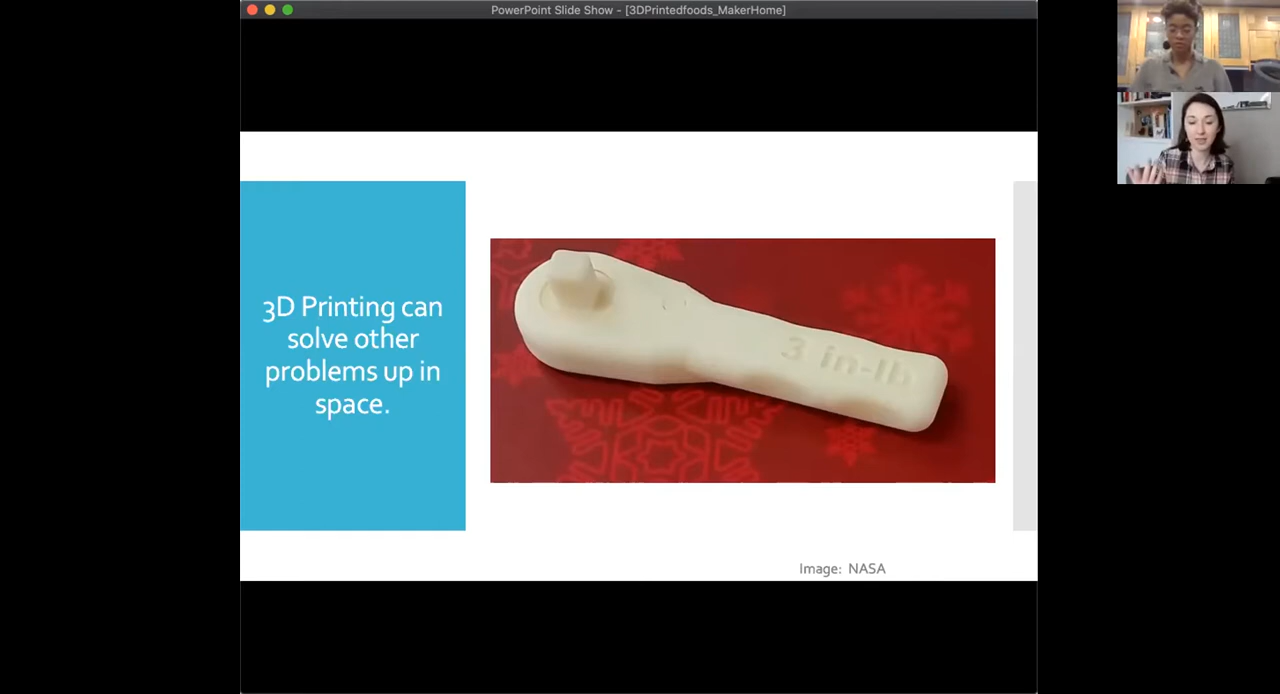 PowerPoint Slide Show - [3DPrintedfoods_MakerHome]
3D Printing can
solve other
problems up in
space.
3 in-lb
Image: NASA